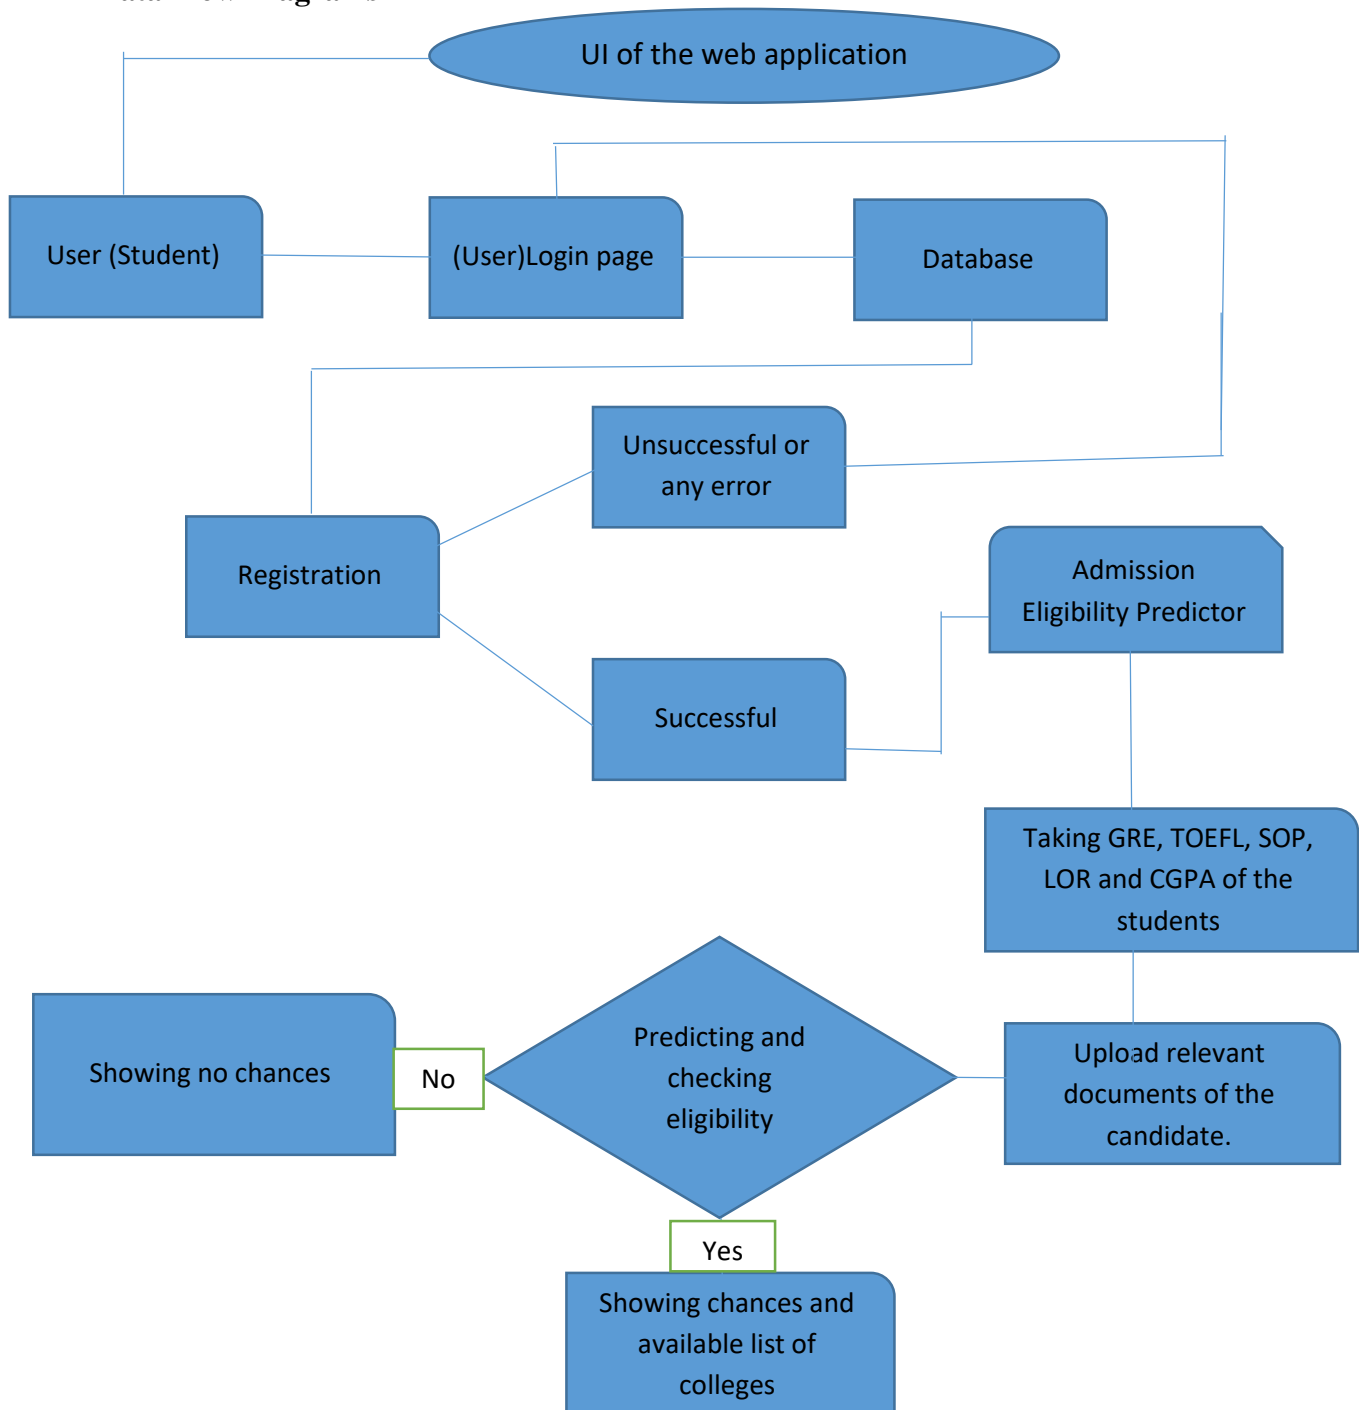 UI of the web application
User (Student)
(User)Login page
Database
Unsuccessful or
any error
Registration
Admission
Eligibility Predictor
Successful
Taking GRE, TOEFL, SOP,
LOR and CGPA of the
students
Predicting and
checking
eligibility
Showing no chances
No
Upload relevant
documents of the
candidate.
Yes
Showing chances and
available list of
colleges